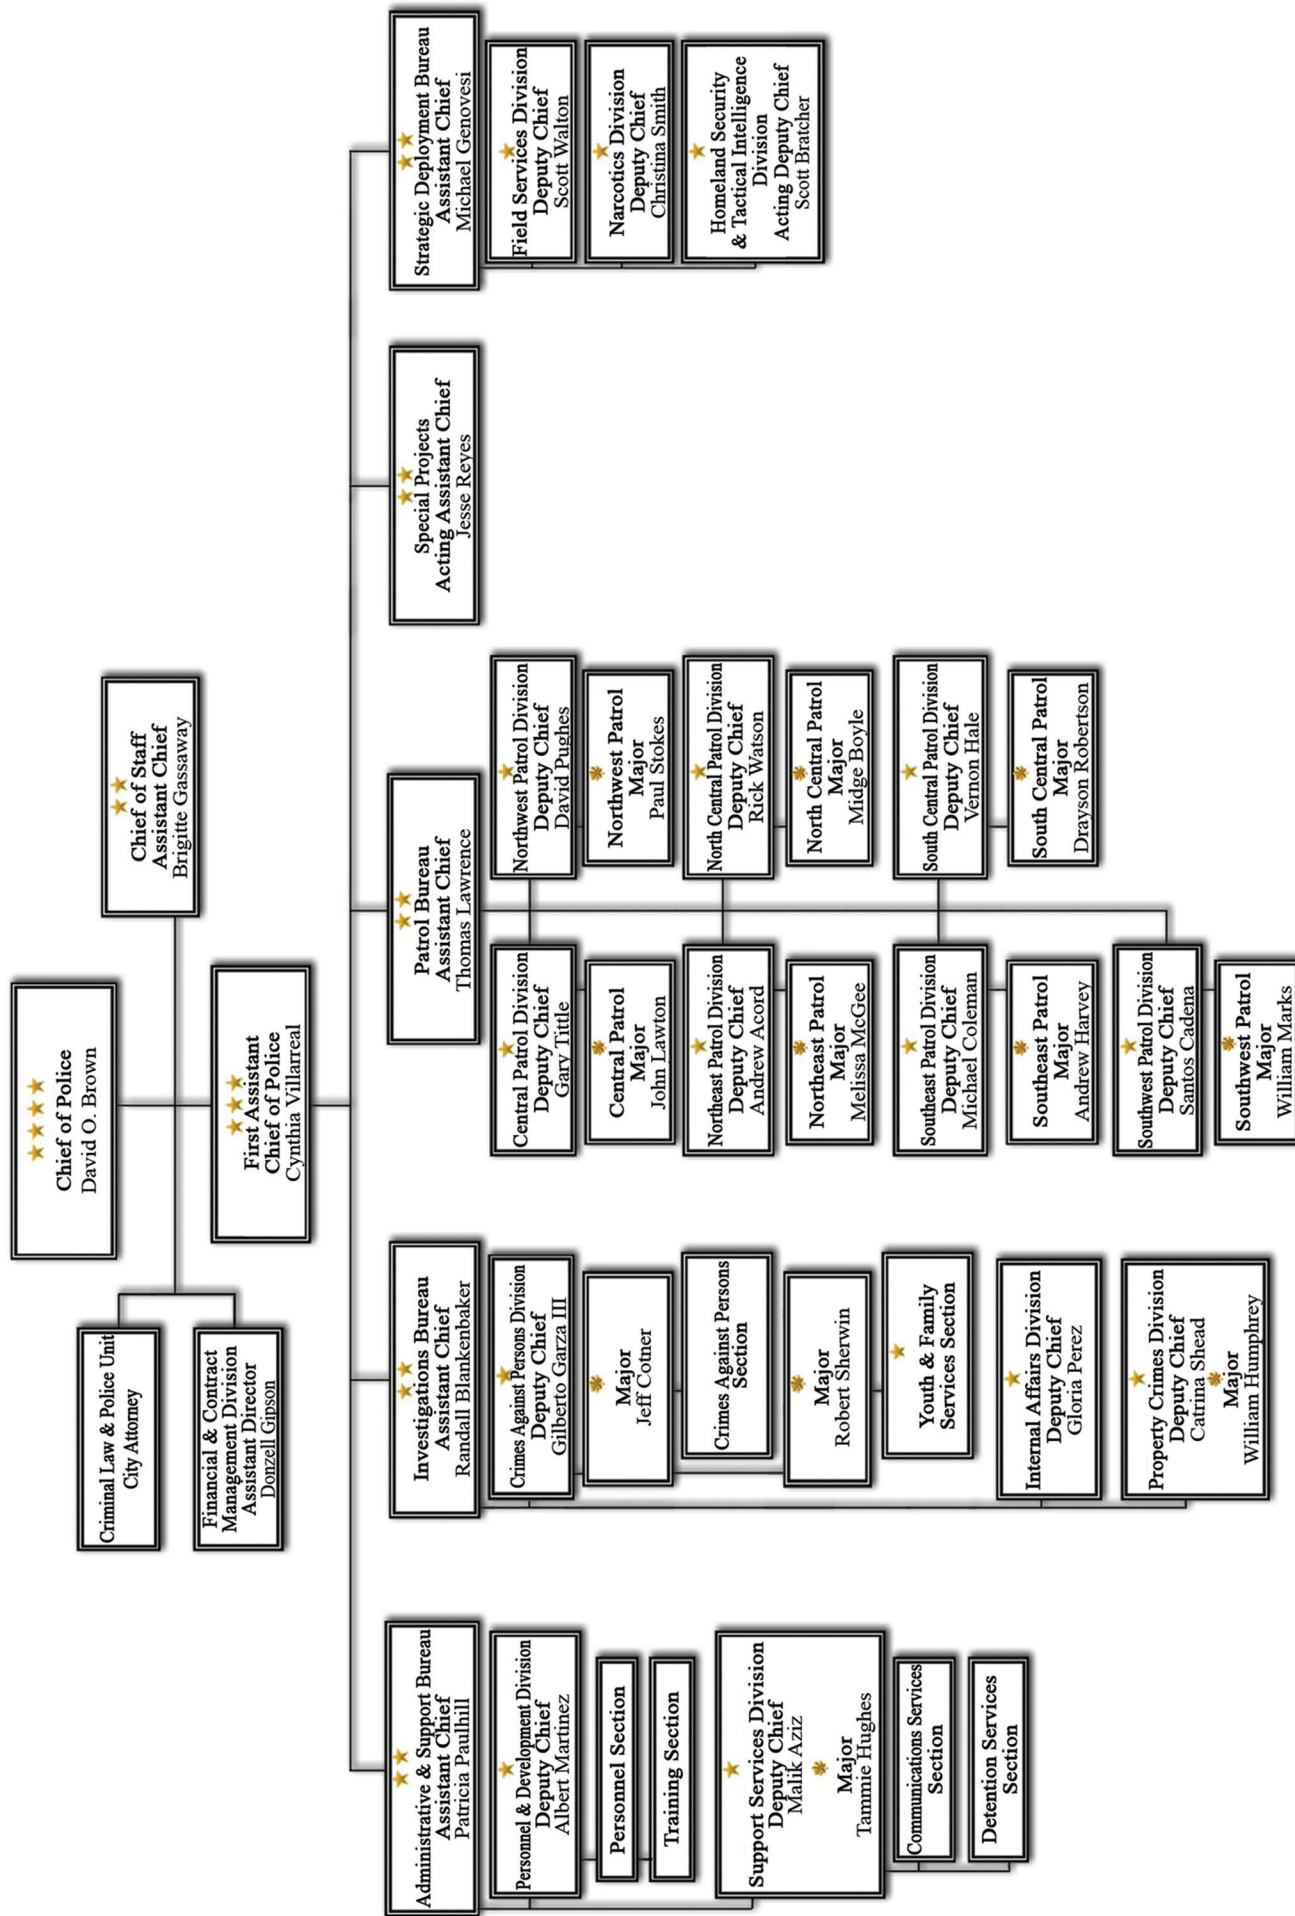 Chief of Police
David O. Brown
Chief of Staff
Assistant Chief
Brigitte Gassaway
Criminal Law & Police Unit
City Attorney
Financial & Contract
Management Division
Assistant Director
Donzell Gipson
First Assistant
Chief of Police
Cynthia Villarreal
Administrative & Support Bureau
Assistant Chief
Patricia Paulhill
Personnel & Development Division
Deputy Chief
Albert Martinez
Personnel Section
Training Section
Support Services Division
Deputy Chief
Malik Aziz
Major
Tammie Hughes
Communications Services
Section
Detention Services
Section
Investigations Bureau
Assistant Chief
Randall Blankenbaker
Crimes Against Persons Division
Deputy Chief
Gilberto Garza III
Major
Jeff Cotner
Crimes Against Persons
Section
Major
Robert Sherwin
Youth & Family
Services Section
Internal Affairs Division
Deputy Chief
Gloria Perez
Property Crimes Division
Deputy Chief
Catrina Shead
Major
William Humphrey
Patrol Bureau
Assistant Chief
Thomas Lawrence
Central Patrol Division
Deputy Chief
Gary Tittle
Central Patrol
Major
John Lawton
Northeast Patrol Division
Deputy Chief
Andrew Acord
Northeast Patrol
Major
Melissa McGee
Southeast Patrol Division
Deputy Chief
Michael Coleman
Southeast Patrol
Major
Andrew Harvey
Southwest Patrol Division
Deputy Chief
Santos Cadena
Southwest Patrol
Major
William Marks
Northwest Patrol Division
Deputy Chief
David Pughes
Northwest Patrol
Major
Paul Stokes
North Central Patrol Division
Deputy Chief
Rick Watson
North Central Patrol
Major
Midge Boyle
South Central Patrol Division
Deputy Chief
Vernon Hale
South Central Patrol
Major
Drayson Robertson
Special Projects
Acting Assistant Chief
Jesse Reyes
Strategic Deployment Bureau
Assistant Chief
Michael Genovesi
Field Services Division
Deputy Chief
Scott Walton
Narcotics Division
Deputy Chief
Christina Smith
Homeland Security
& Tactical Intelligence
Division
Acting Deputy Chief
Scott Bratcher